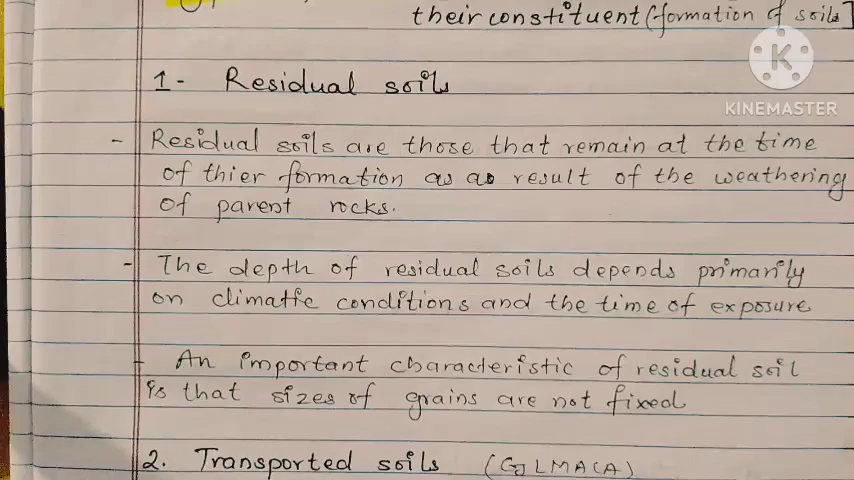 their constituent (formation of soils]
1- Residual soils
KINEMASTER
- Residual soils are those that remain at the time
of thier formation as a result of the weathering
of parent rocks.
- The depth of residual soils depends primarily
on climatic conditions and the time of exposure
- An important characteristic of residual soil
is that sizes of grains are not fixed
2. Transported soils (GLMACA)